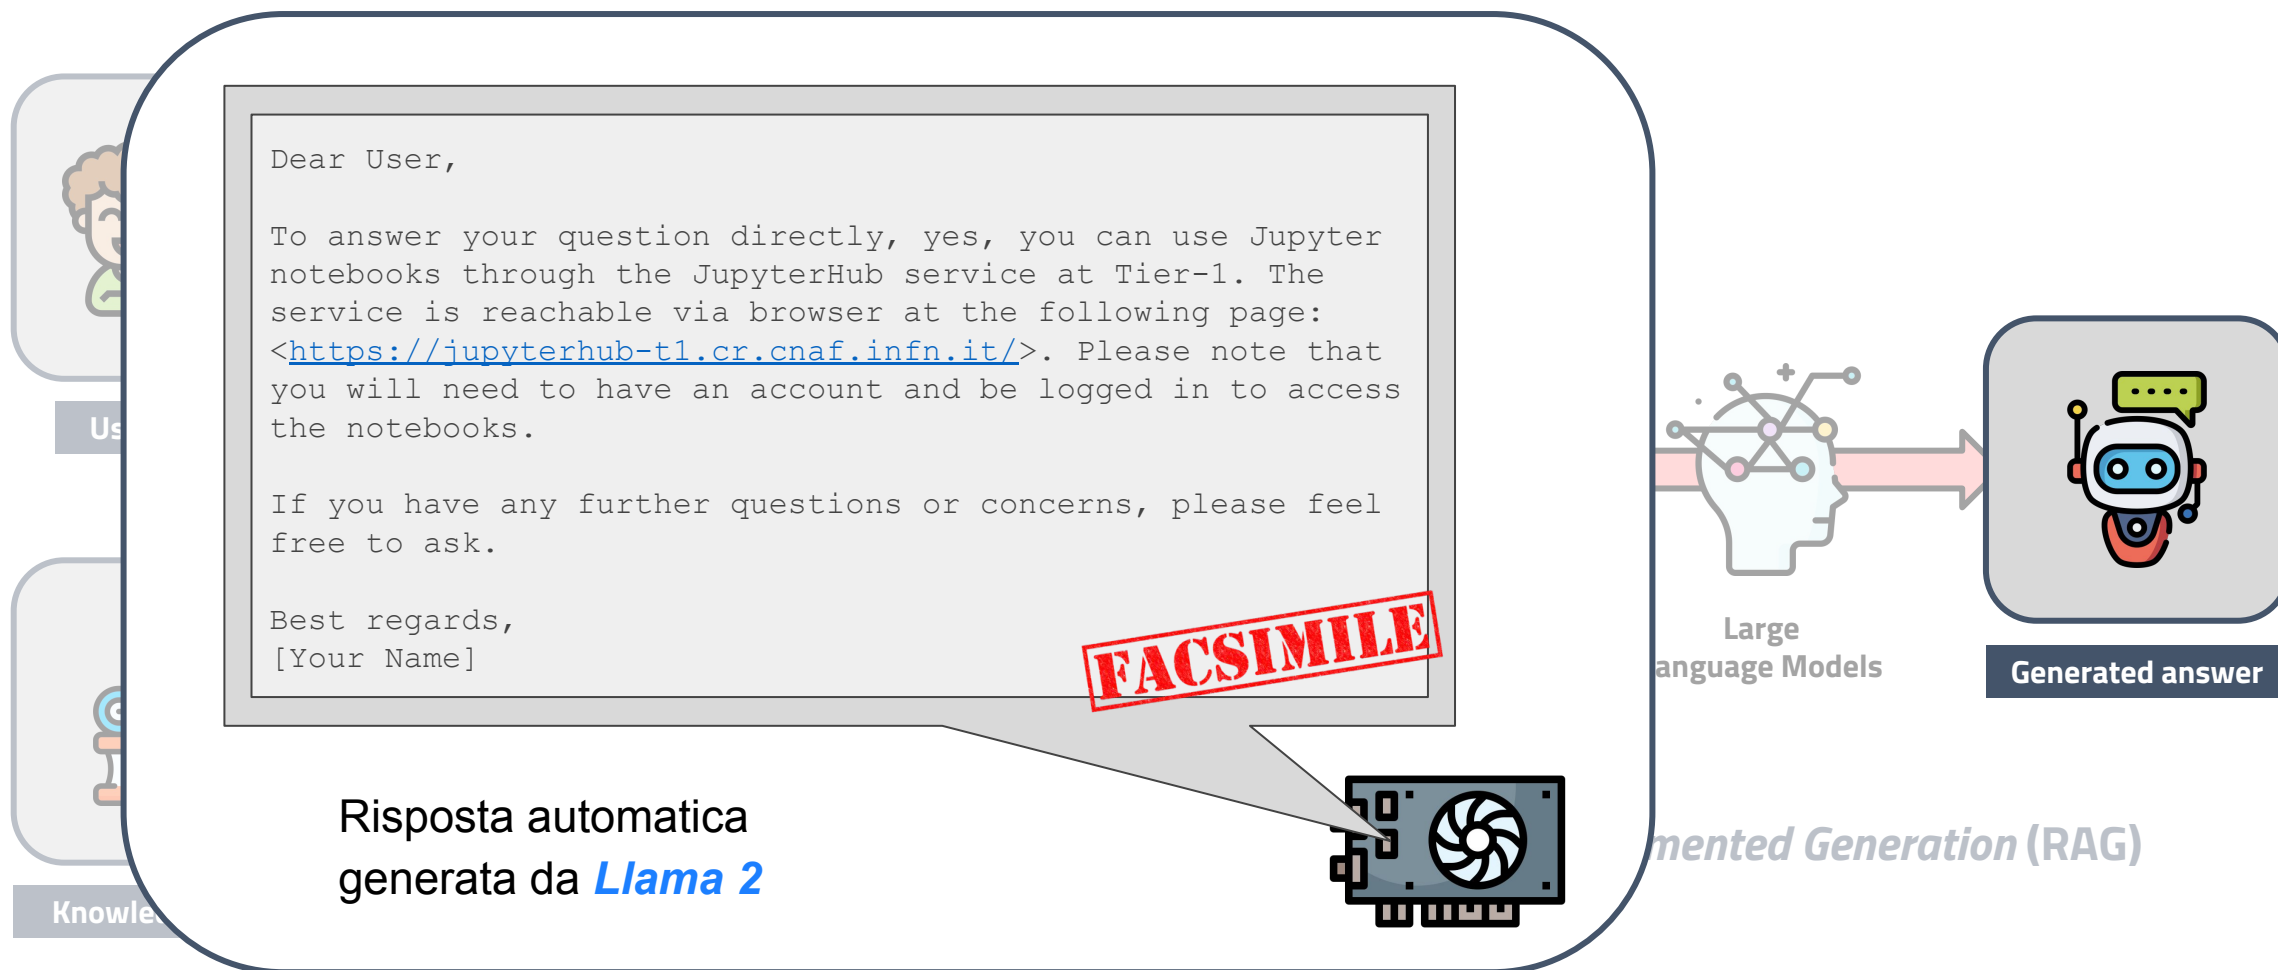 Dear User,
To answer your question directly, yes, you can use Jupyter
notebooks through the JupyterHub service at Tier-1. The
service is reachable via browser at the following page:
<https://jupyterhub-t1.cr.cnaf.infn.it/>. Please note that
you will need to have an account and be logged in to access
the notebooks.
If you have any further questions or concerns, please feel
free to ask.
Best regards,
[Your Name]
FACSIMILE
Risposta automatica
generata da Llama 2
Large
anguage Models
Generated answer
mented Generation (RAG)